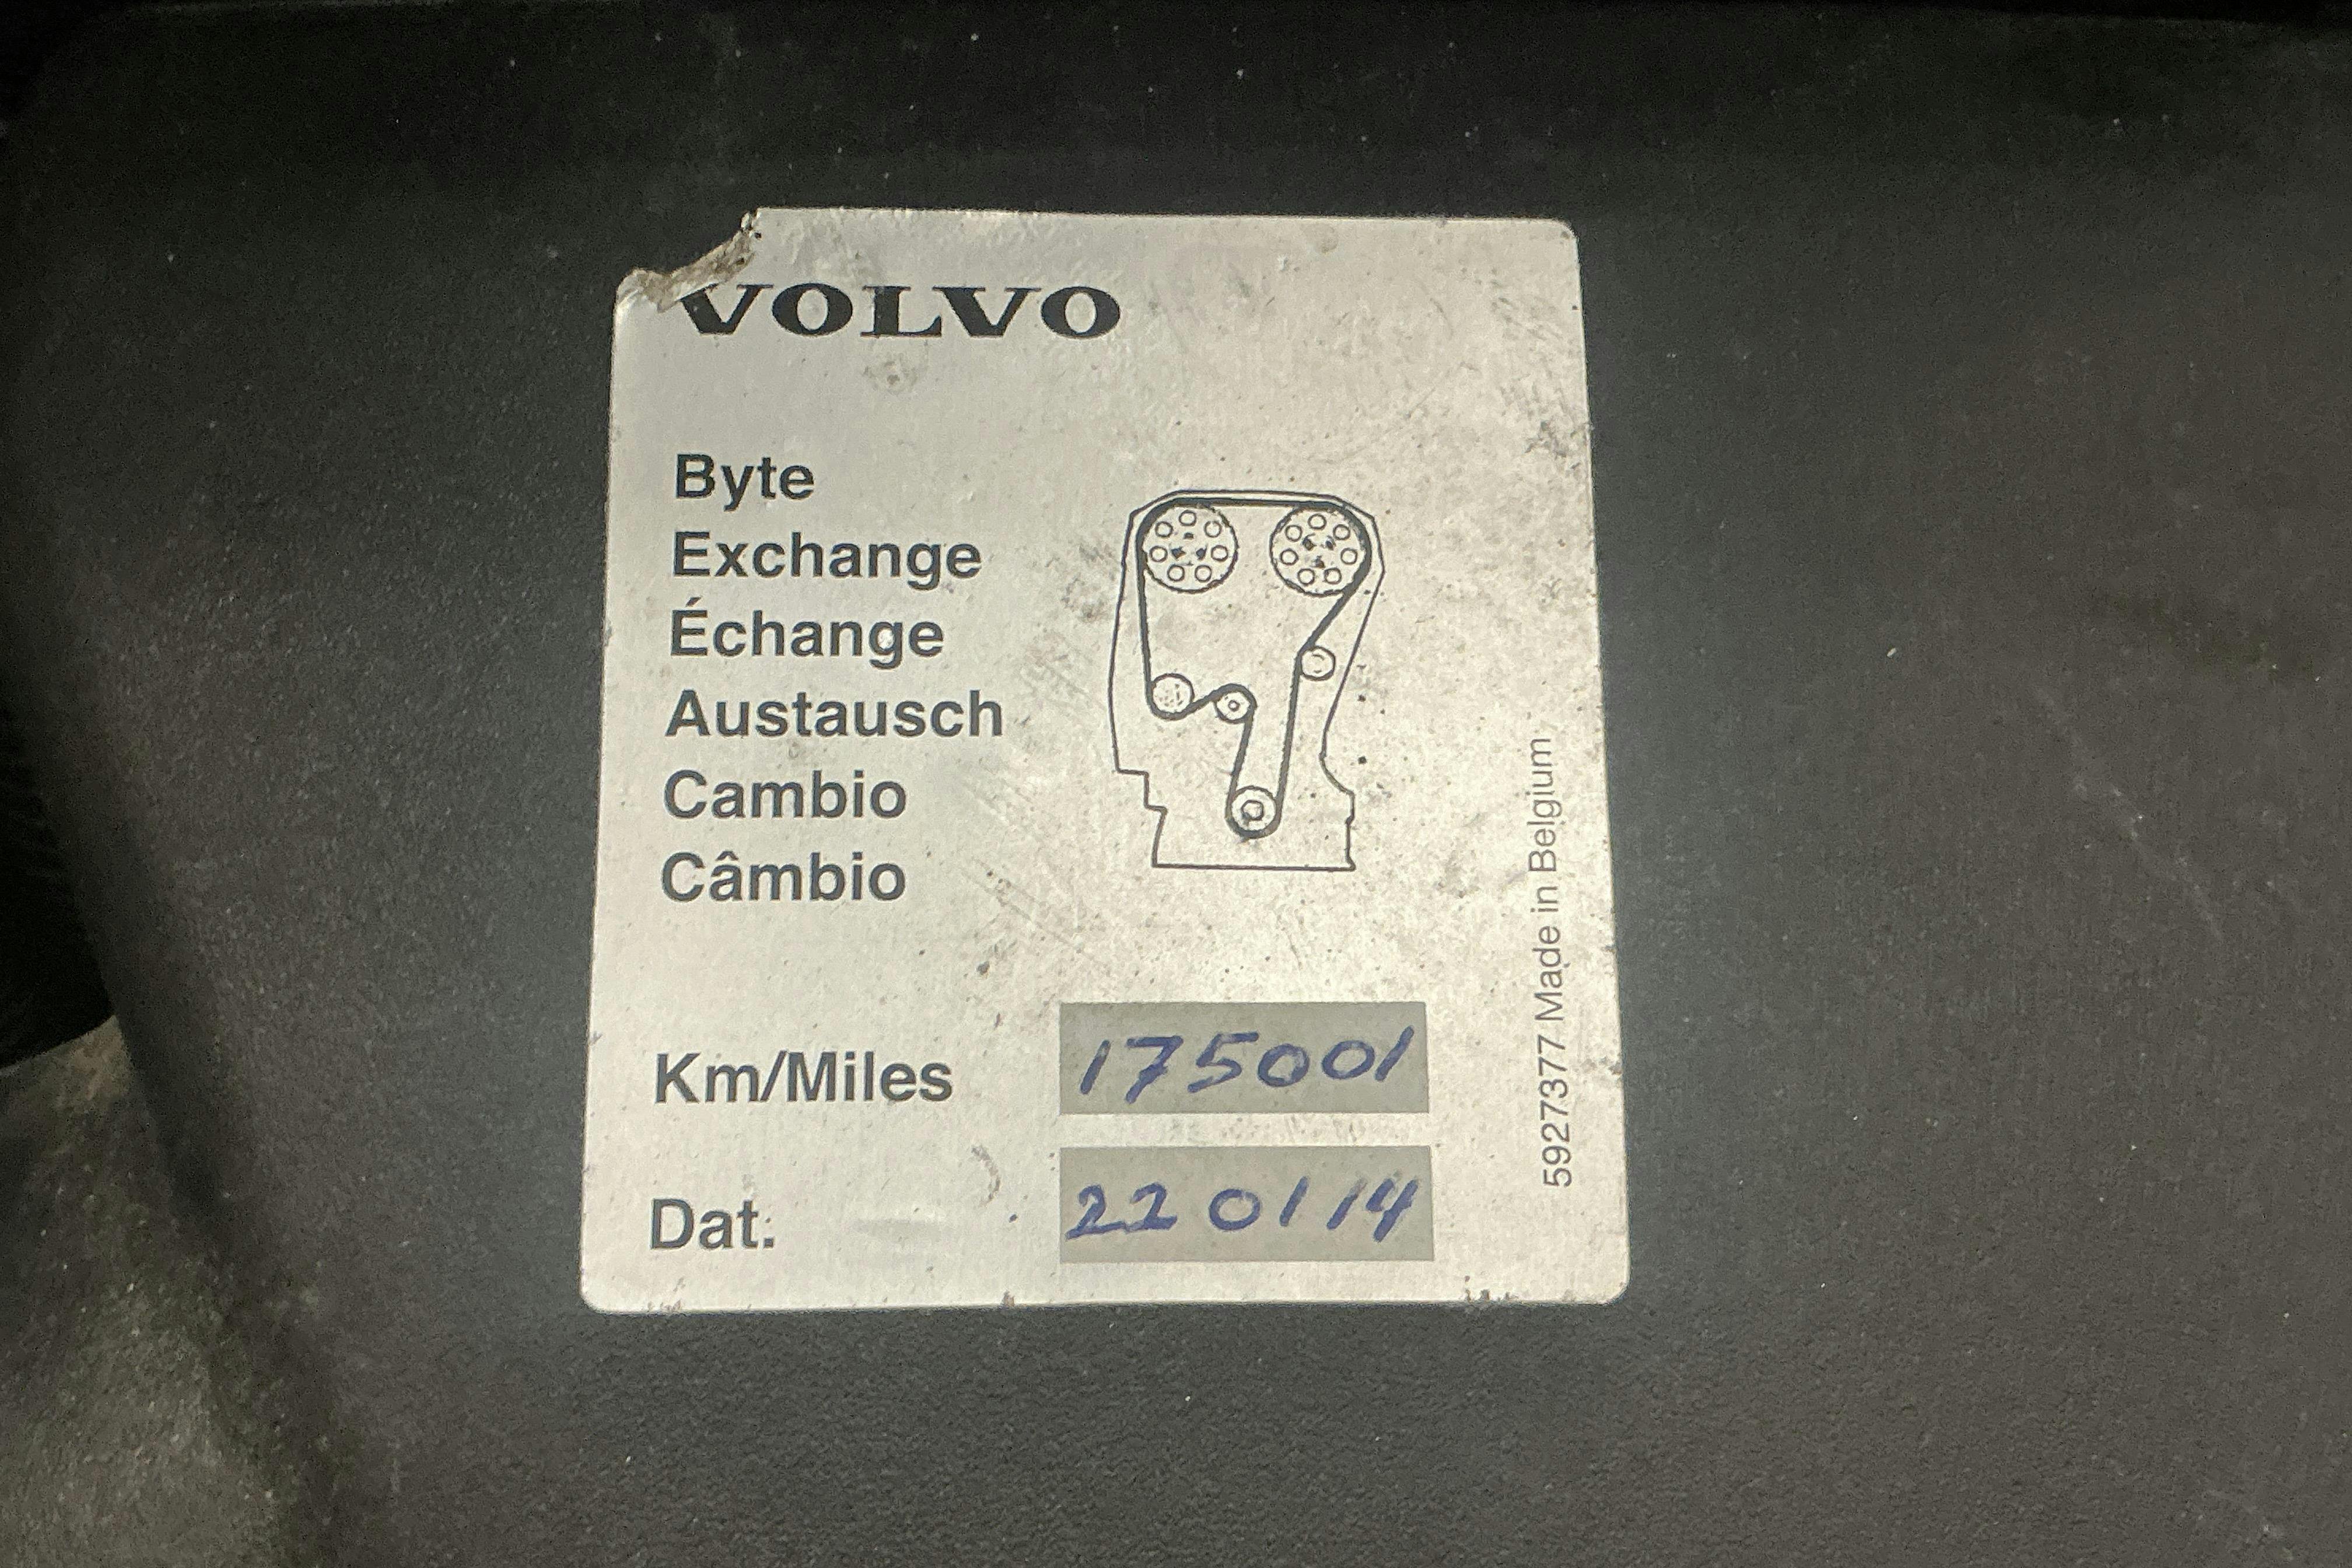 VOLVO
Byte
Exchange
Échange
Austausch
Cambio
Câmbio
Km/Miles 175001
Dat: 220114
5927377 Made in Belgium